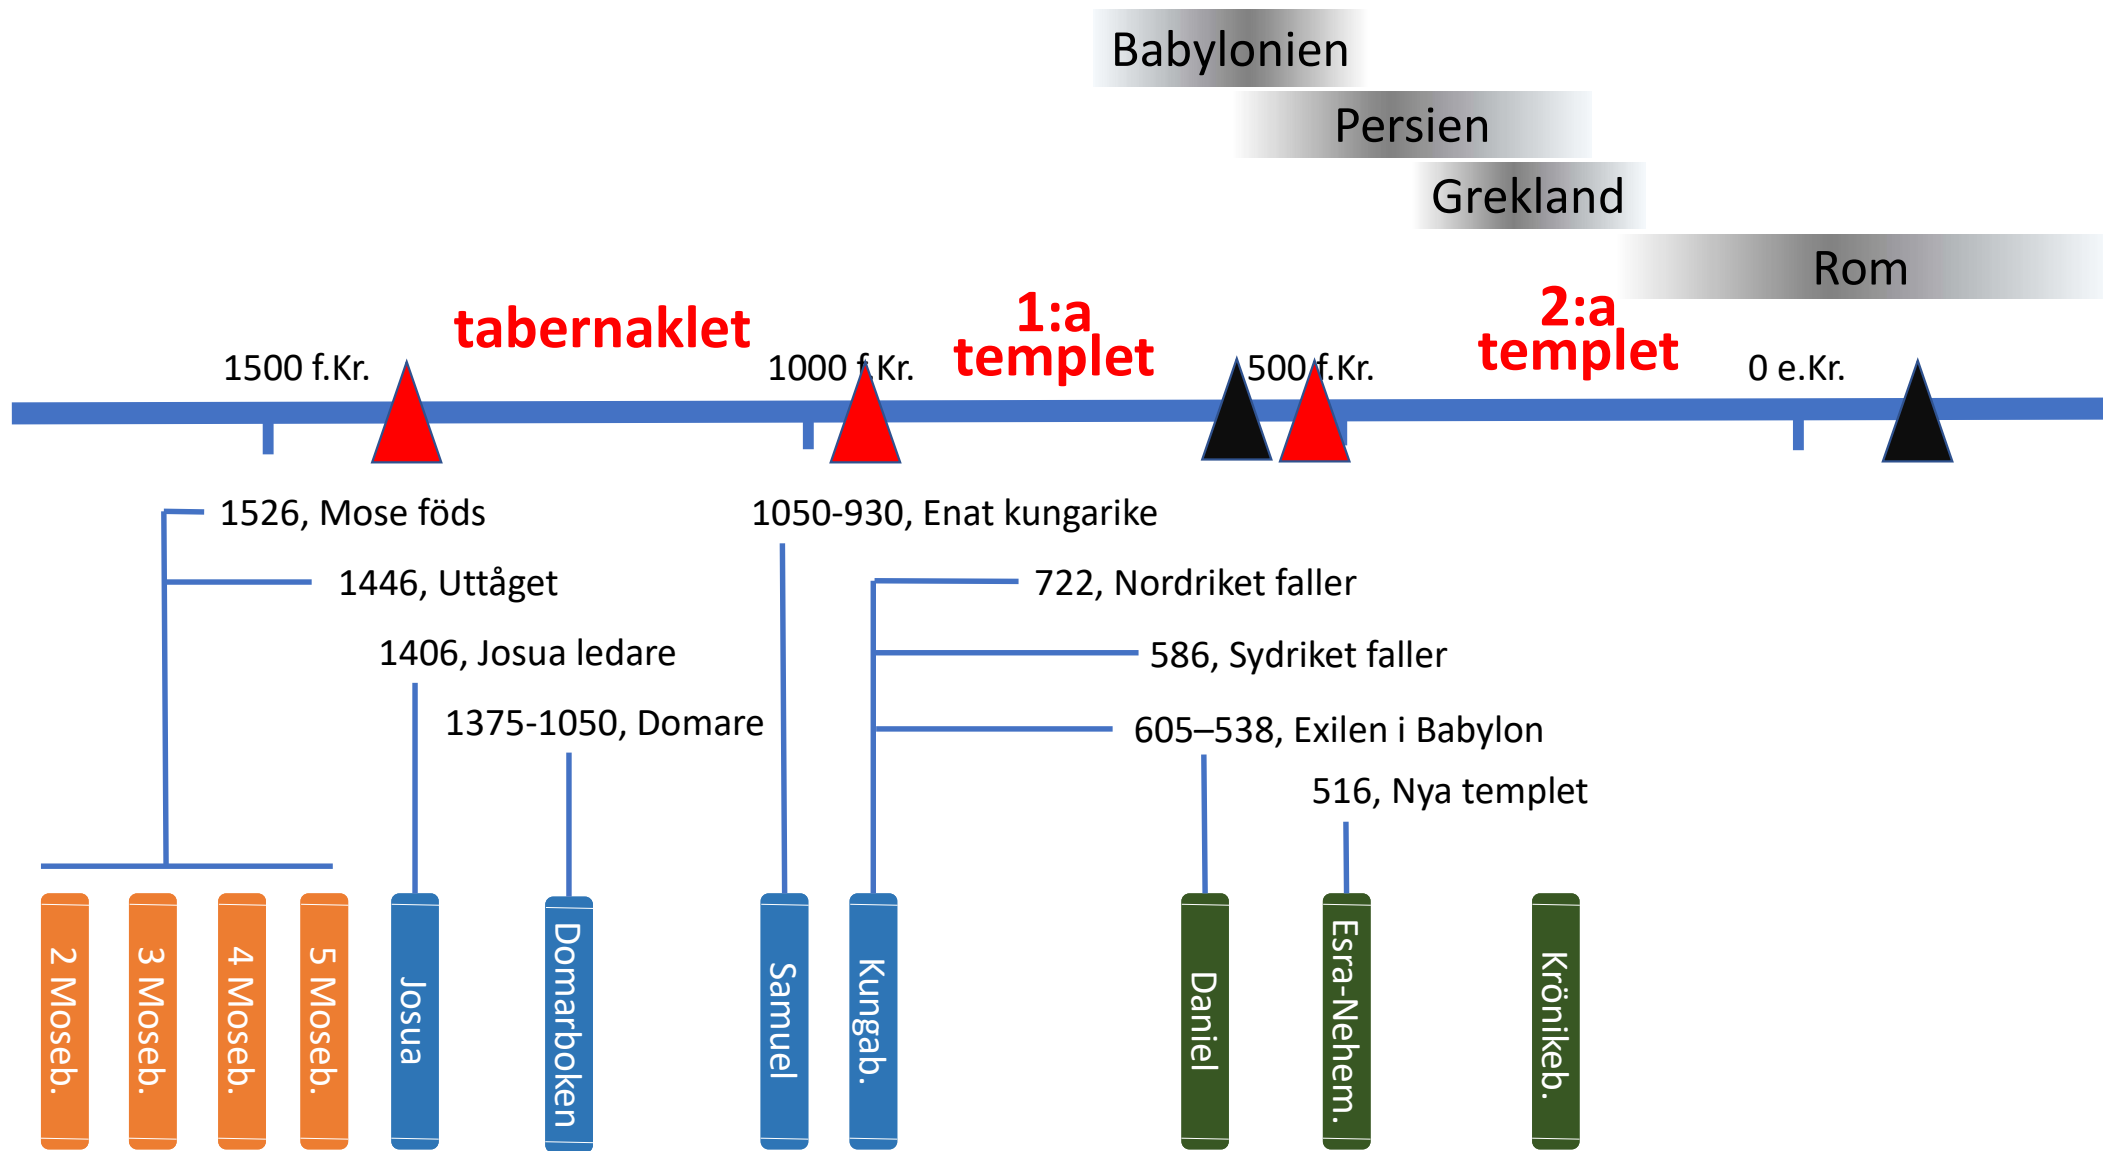 Babylonien
Persien
Grekland
Rom
tabernaklet
1:a
templet
2:a
templet
1500 f.Kr.
1000 f.Kr.
500 f.Kr.
0 e.Kr.
1526, Mose föds
1050-930, Enat kungarike
1446, Uttåget
722, Nordriket faller
1406, Josua ledare
586, Sydriket faller
1375-1050, Domare
605–538, Exilen i Babylon
516, Nya templet
2 Moseb.
3 Moseb.
4 Moseb.
5 Moseb.
Josua
Domarboken
Samuel
Kungab.
Daniel
Esra-Nehem.
Krönikeb.